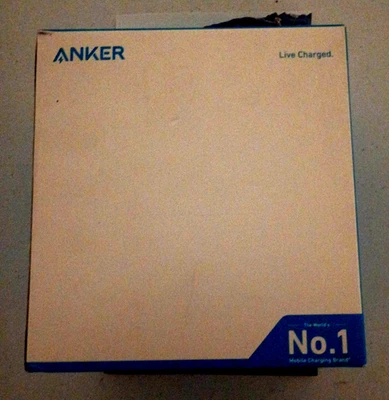 ANKER
Live Charged.
The World's
No.1
Mobile Charging Brand*